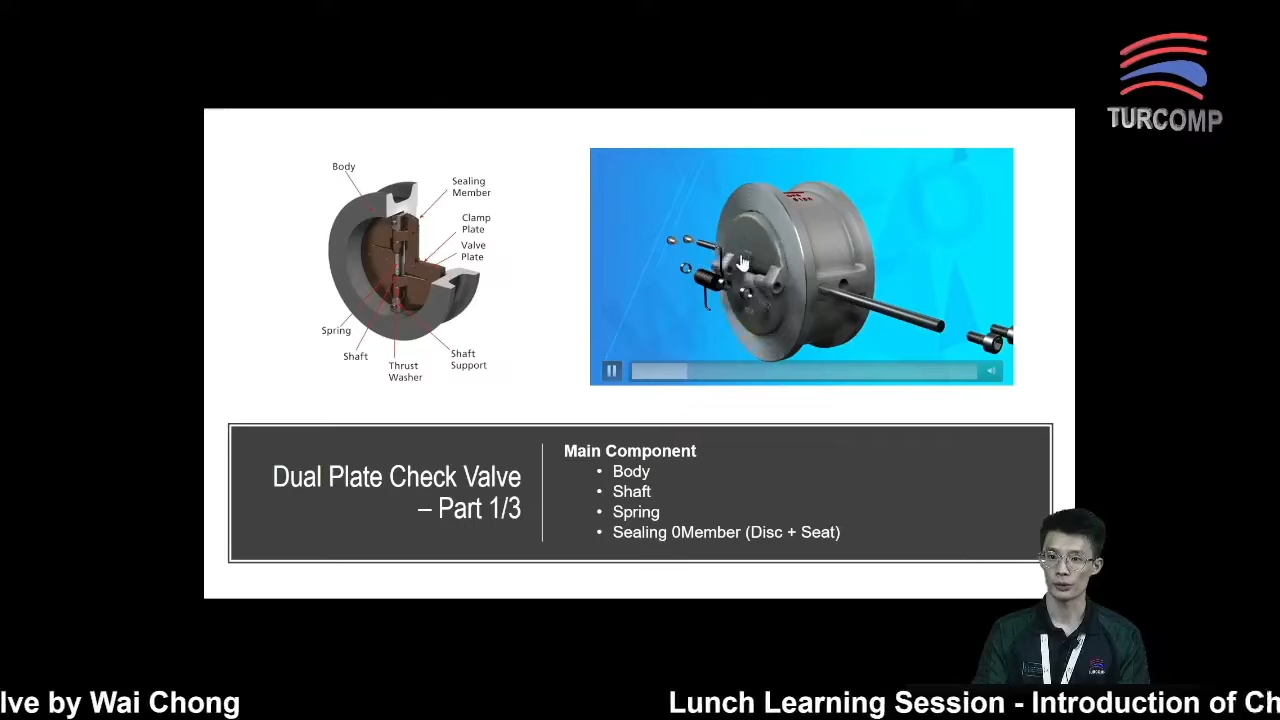 TURCOMP
Body
Sealing
Member
Clamp
Plate
Valve
Plate
Spring
Shaft
Thrust
Washer
Shaft
Support
Dual Plate Check Valve
– Part 1/3
Main Component
• Body
• Shaft
• Spring
• Sealing 0Member (Disc + Seat)
TURCOMP
lve by Wai Chong
Lunch Learning Session - Introduction of Ch